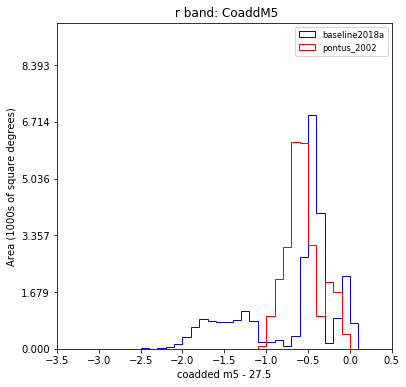 r band: CoaddM5
baseline2018a
pontus_2002
Area (1000s of square degrees)
8.393
6.714
5.036
3.357
1.679
0.000
−3.5 −3.0 −2.5 −2.0 −1.5 −1.0 −0.5 0.0 0.5
coadded m5 - 27.5